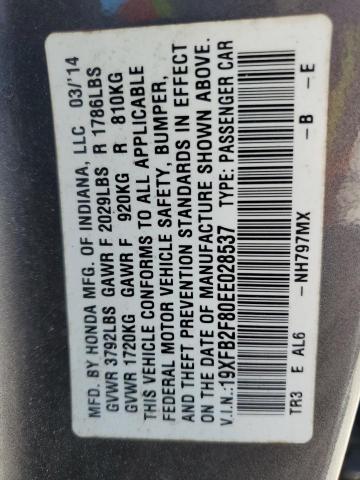 MFD. BY HONDA MFG. OF INDIANA, LLC 03/'14
GVWR 3792LBS GAWR F 2029LBS R 1786LBS
GVWR 1720KG GAWR F 920KG R 810KG
THIS VEHICLE CONFORMS TO ALL APPLICABLE
FEDERAL MOTOR VEHICLE SAFETY, BUMPER,
AND THEFT PREVENTION STANDARDS IN EFFECT
ON THE DATE OF MANUFACTURE SHOWN ABOVE.
V.I.N.: 19XFB2F80EE028537 TYPE: PASSENGER CAR
TR3 E AL6 -NH797MX -B -E